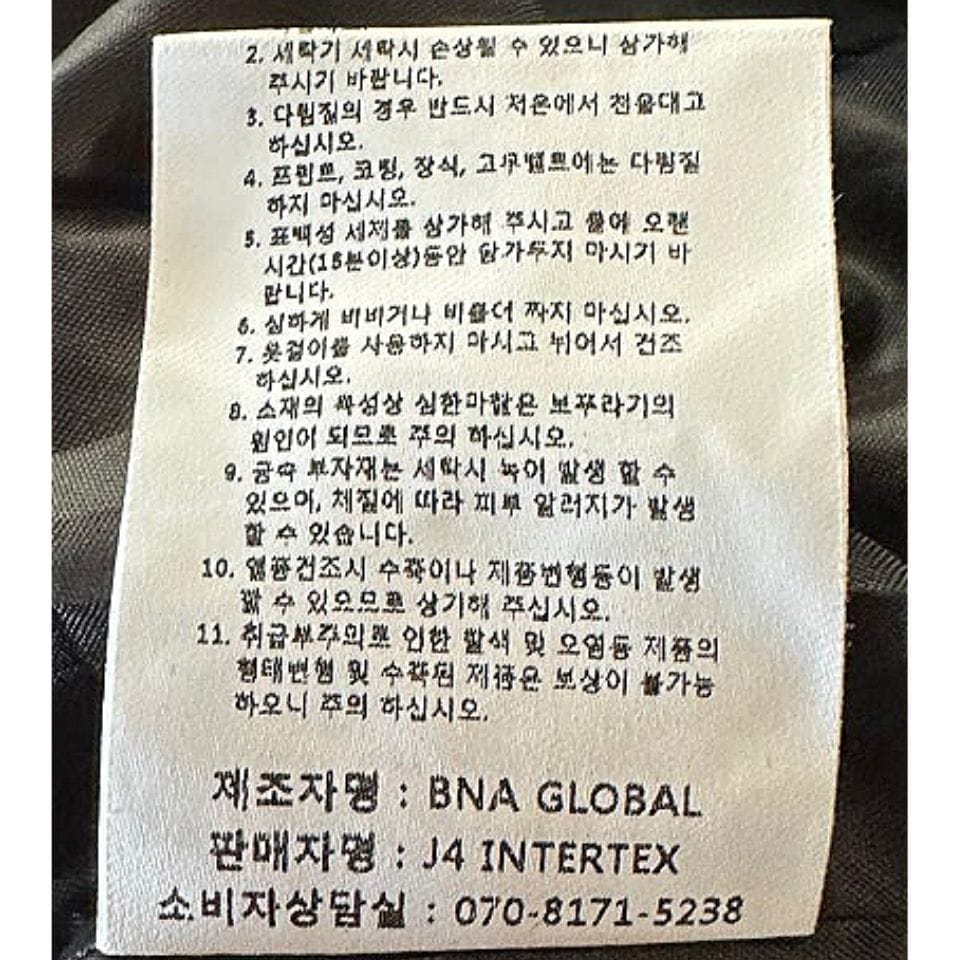 2. 세탁기 세탁시 손상될 수 있으니 삼가해
주시기 바랍니다.
3. 다림질의 경우 반드시 저온에서 천을대고
하십시오.
4. 프린트, 코팅, 장식, 고무벨트에는 다림질
하지 마십시오.
5. 표백성 세제를 삼가해 주시고 물에 오랜
시간(15분이상)동안 담가두지 마시기 바
랍니다.
6. 심하게 비비거나 비틀어 짜지 마십시오.
7. 옷걸이를 사용하지 마시고 뉘어서 건조
하십시오.
8. 소재의 특성상 심한마찰은 보푸라기의
원인이 되므로 주의 하십시오.
9. 금속 부자재는 세탁시 녹이 발생 할 수
있으며, 체질에 따라 피부 알러지가 발생
할 수 있습니다.
10. 열풍건조시 수축이나 제품변형등이 발생
할 수 있으므로 상기해 주십시오.
11. 취급부주의로 인한 탈색 및 오염등 제품의
형태변형 및 수축된 제품은 보상이 불가능
하오니 주의 하십시오.
제조자명 : BNA GLOBAL
판매자명 : J4 INTERTEX
소비자상담실 : 070-8171-5238